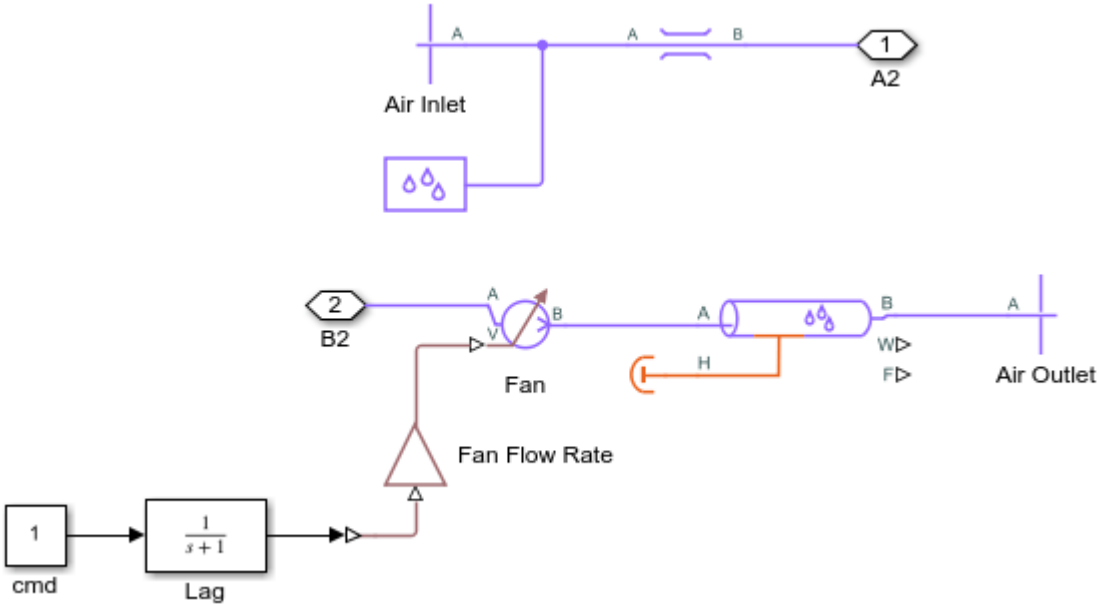 A A B 1
Air Inlet A2
2 A B A B A
B2 V W
Fan H F Air Outlet
Fan Flow Rate
1 1
s + 1
cmd Lag